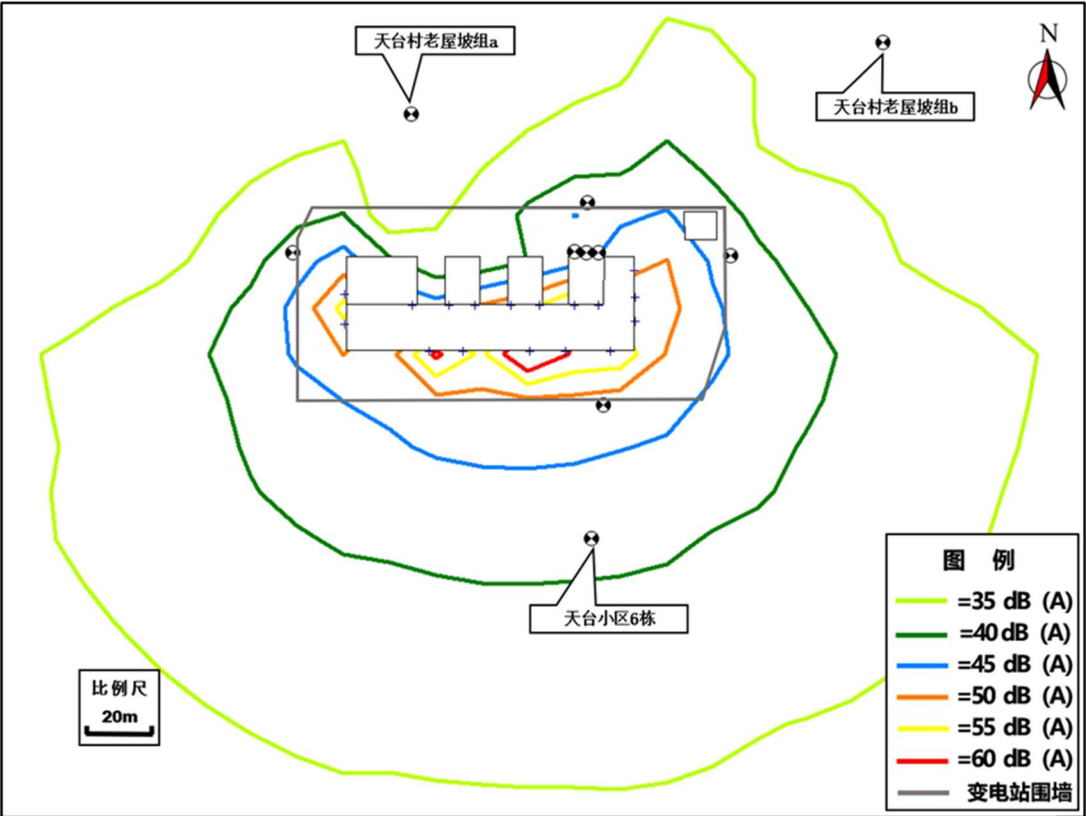 天台村老屋坡组a
N
天台村老屋坡组b
天台小区6栋
比例尺
20m
图 例
=35 dB (A)
=40dB (A)
=45 dB (A)
=50 dB (A)
=55 dB (A)
=60 dB (A)
变电站围墙